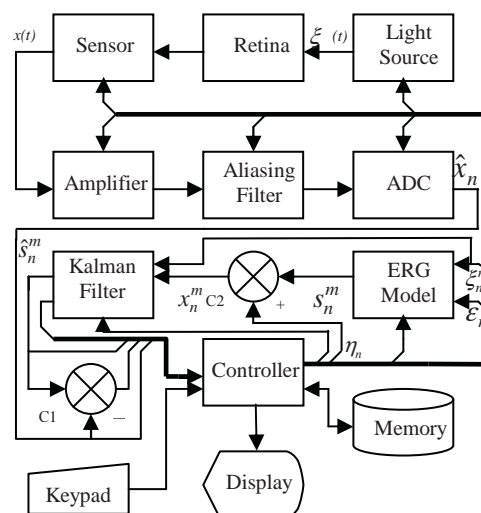 x(t)
Sensor
Retina
ξ (t)
Light
Source
Amplifier
Aliasing
Filter
ADC
x̂ₙ
ŝₙᵐ
Kalman
Filter
xₙᵐ C2
+
sₙᵐ
ERG
Model
ηₙ
Controller
C1
−
Memory
Keypad
Display